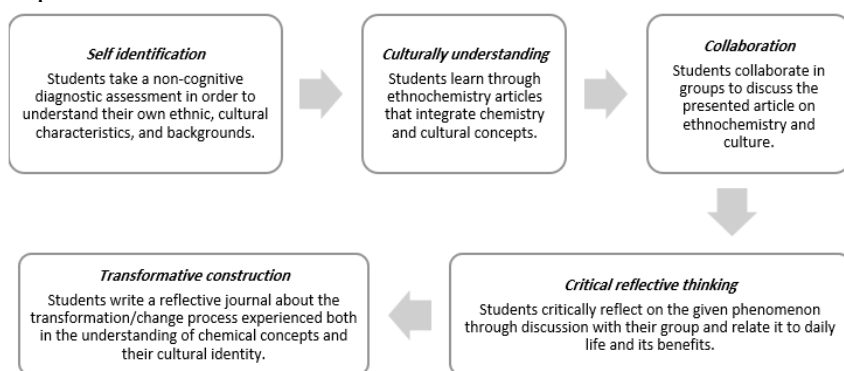 Self identification
Students take a non-cognitive
diagnostic assessment in order to
understand their own ethnic, cultural
characteristics, and backgrounds.
Culturally understanding
Students learn through
ethnochemistry articles
that integrate chemistry
and cultural concepts.
Collaboration
Students collaborate in
groups to discuss the
presented article on
ethnochemistry and
culture.
Critical reflective thinking
Students critically reflect on the given phenomenon
through discussion with their group and relate it to daily
life and its benefits.
Transformative construction
Students write a reflective journal about the
transformation/change process experienced both
in the understanding of chemical concepts and
their cultural identity.